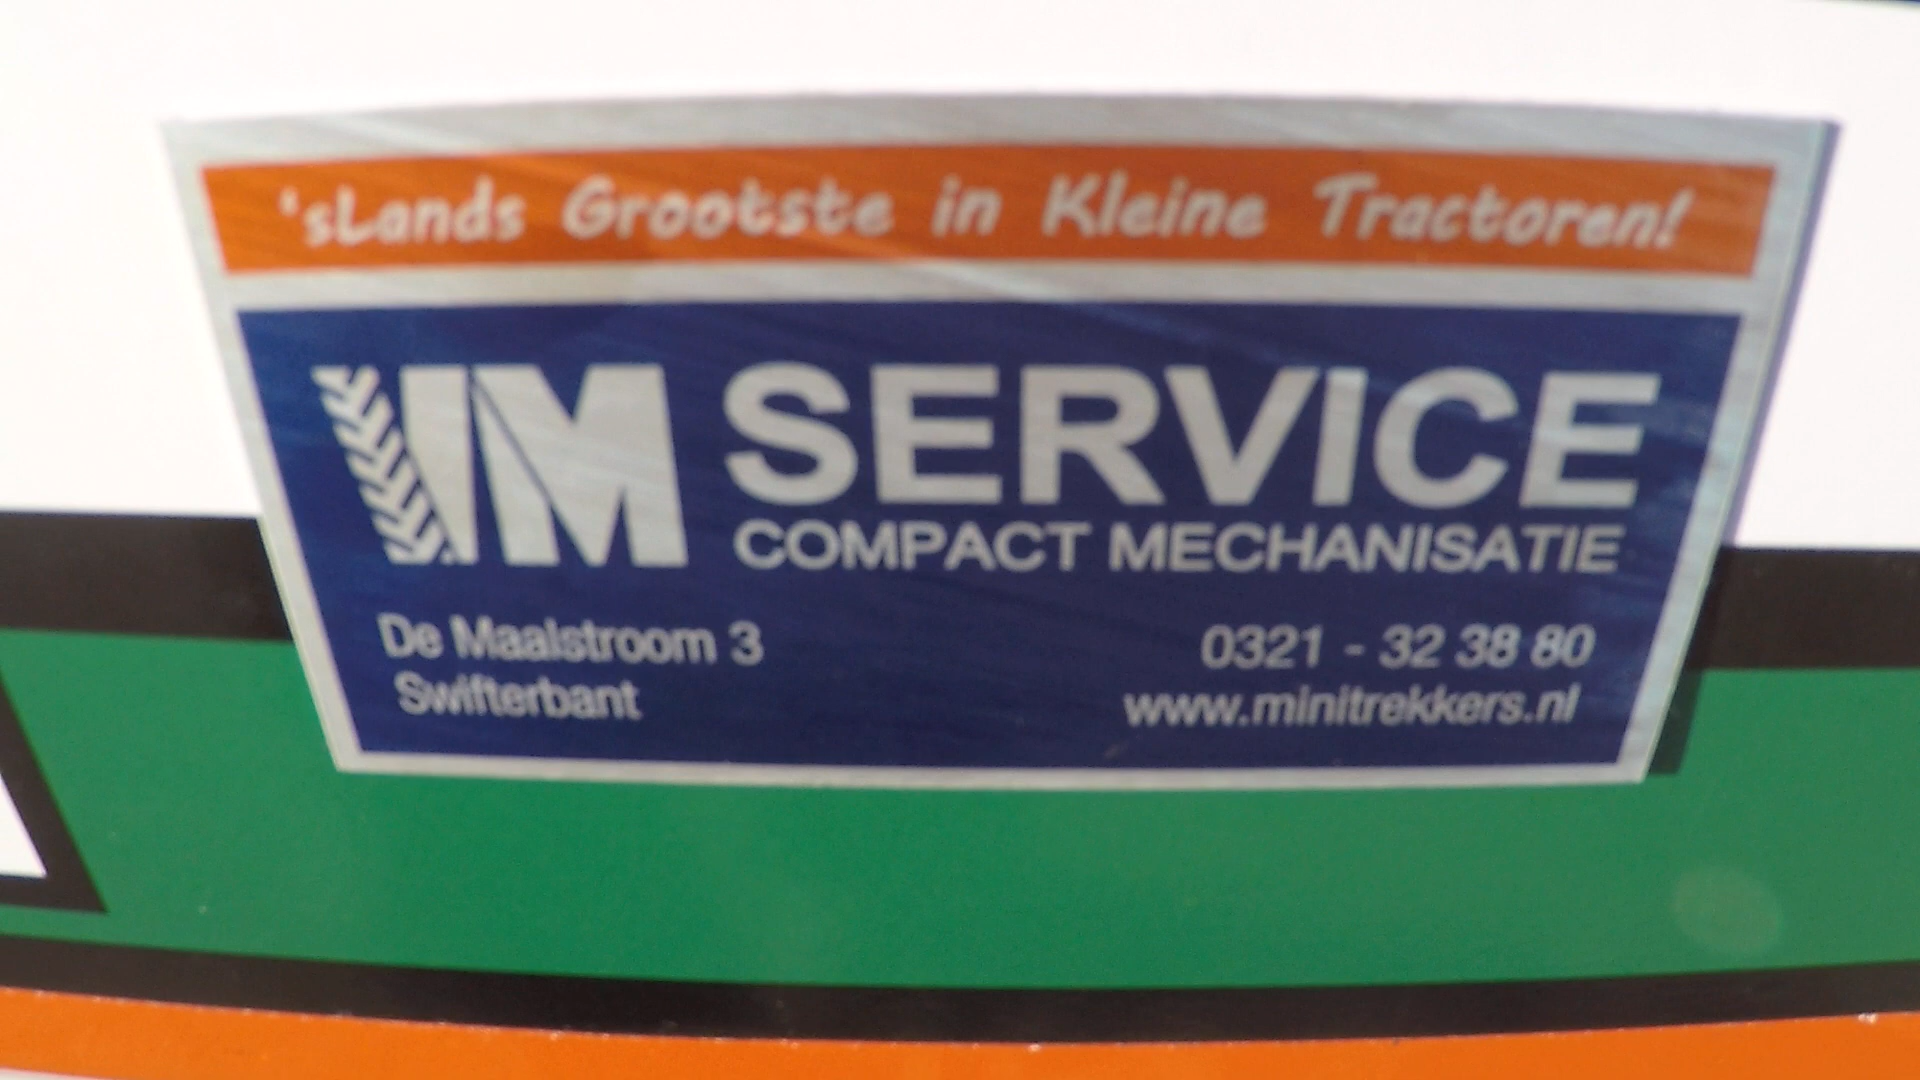 'sLands Grootste in Kleine Tractoren!
IM SERVICE
COMPACT MECHANISATIE
De Maalstroom 3
Swifterbant
0321 - 32 38 80
www.minitrekkers.nl